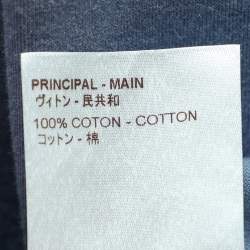 PRINCIPAL - MAIN
ヴィトン - 民共和
100% COTON - COTTON
コットン - 棉